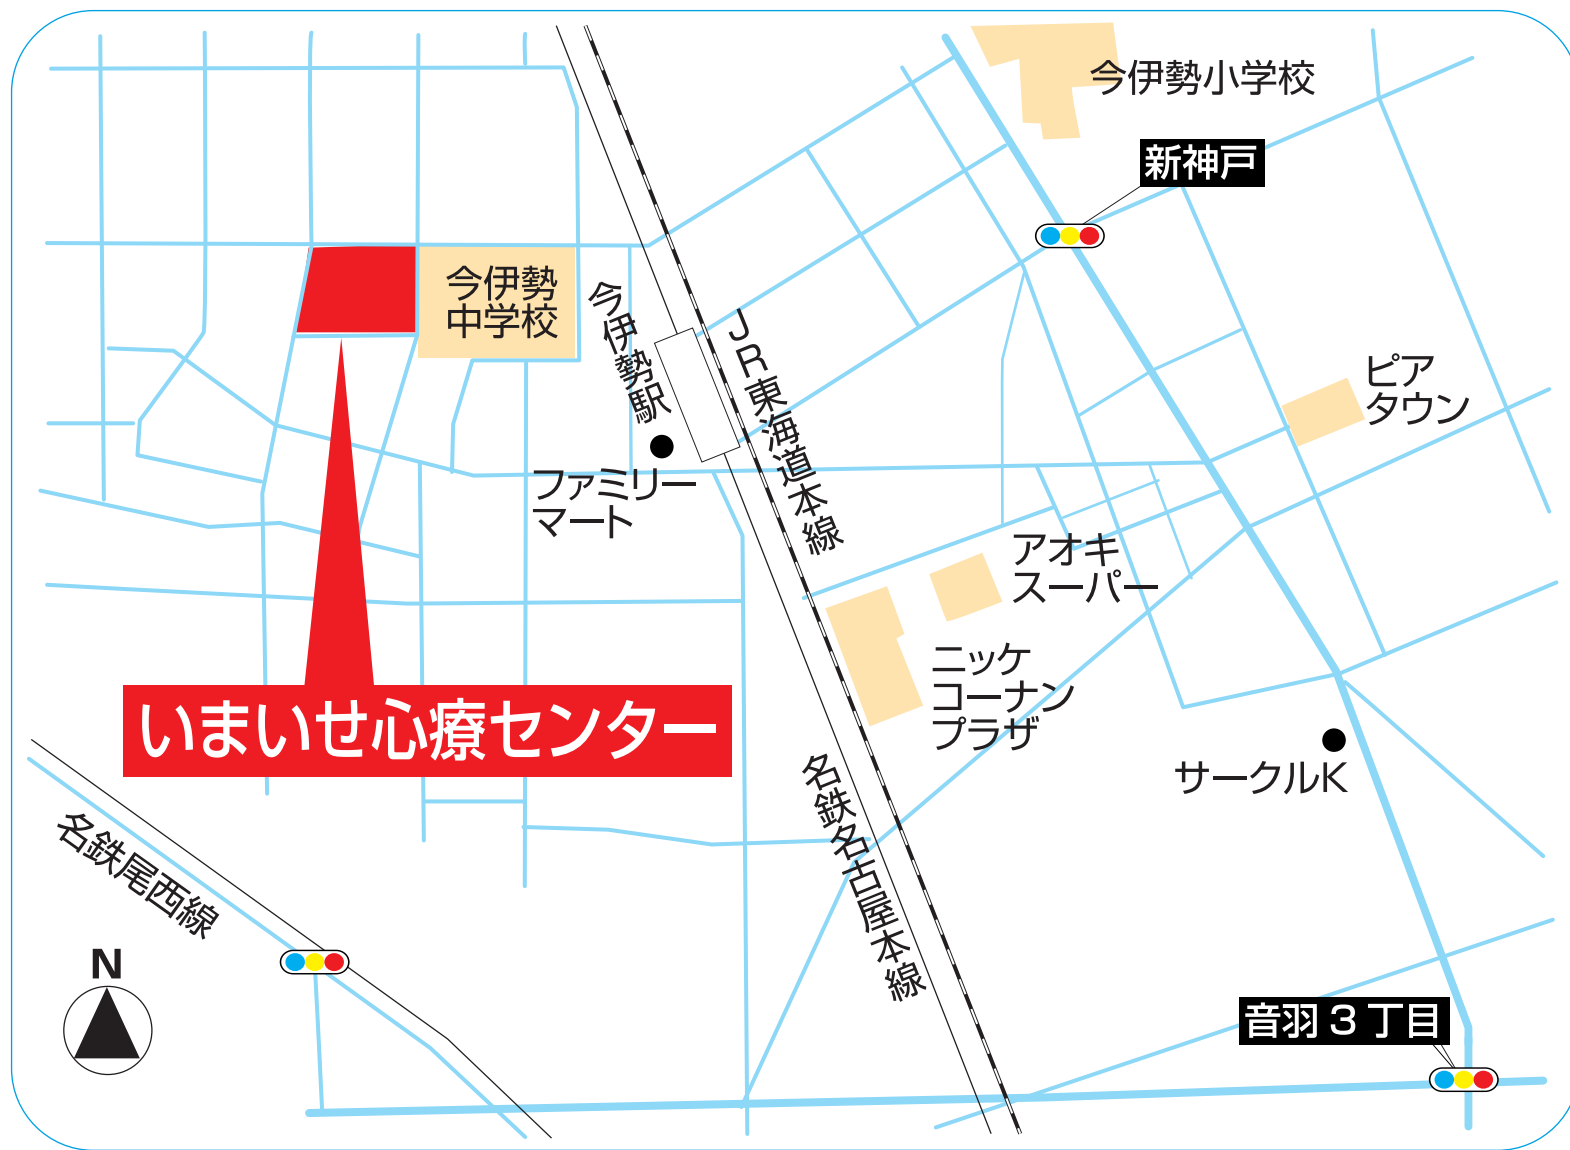 今伊勢小学校
新神戸
今伊勢
中学校
今伊勢駅
JR東海道本線
ピア
タウン
ファミリー
マート
アオキ
スーパー
ニッケ
コーナン
プラザ
いまいせ心療センター
サークルK
名鉄名古屋本線
名鉄尾西線
N
音羽3丁目